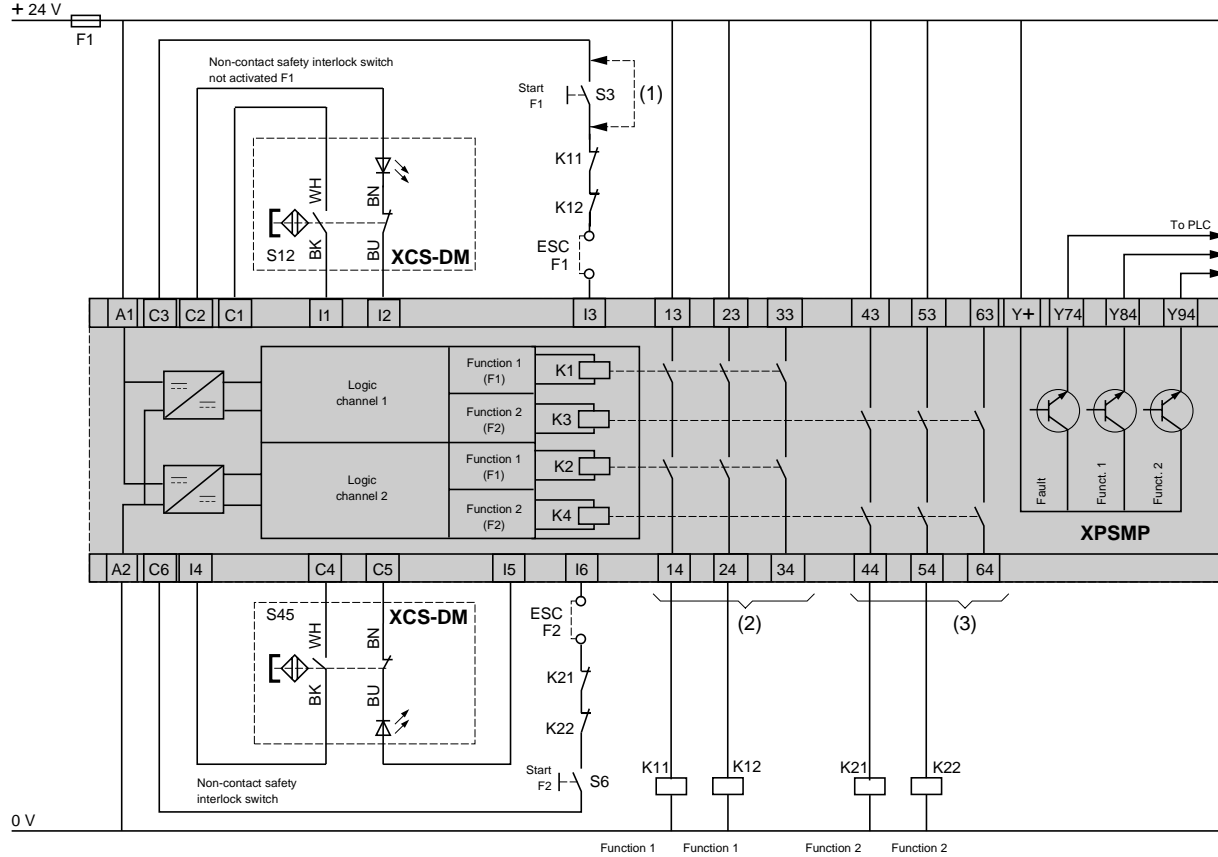 + 24 V
F1
Non-contact safety interlock switch
not activated F1
Start
F1
S3
(1)
K11
K12
WH
BN
S12
BK
BU
XCS-DM
ESC
F1
To PLC
A1
C3
C2
C1
I1
I2
I3
13
23
33
43
53
63
Y+
Y74
Y84
Y94
Logic
channel 1
Function 1
(F1)
K1
Function 2
(F2)
K3
Logic
channel 2
Function 1
(F1)
K2
Function 2
(F2)
K4
Fault
Funct. 1
Funct. 2
XPSMP
A2
C6
I4
C4
C5
I5
I6
14
24
34
44
54
64
S45
XCS-DM
WH
BN
BK
BU
ESC
F2
(2)
(3)
K21
K22
Start
F2
S6
Non-contact safety
interlock switch
K11
K12
K21
K22
0 V
Function 1
Function 1
Function 2
Function 2